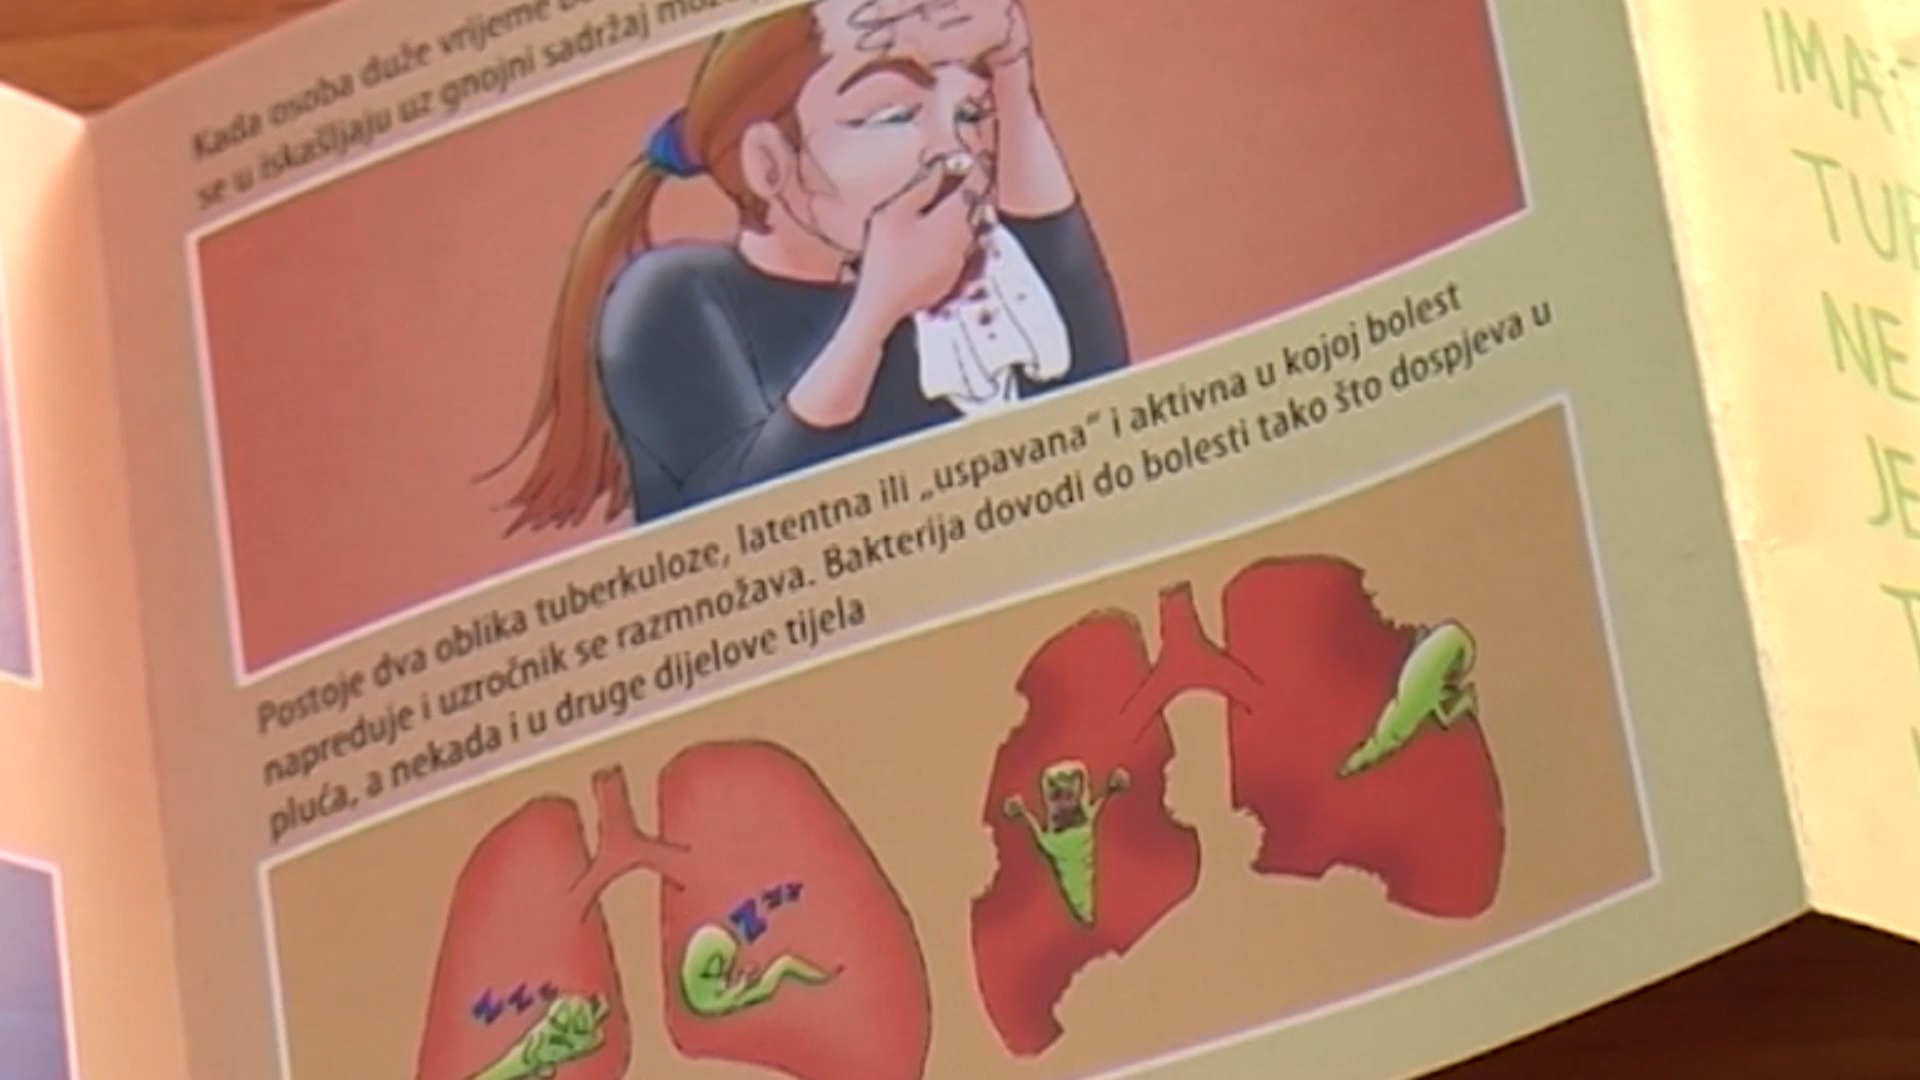 Kada osoba duže vrijeme
se u iskašljaju uz gnojni sadržaj
Postoje dva oblika tuberkuloze, latentna ili „uspavana“ i aktivna u kojoj bolest
napreduje i uzročnik se razmnožava. Bakterija dovodi do bolesti tako što dospjeva u
pluća, a nekada i u druge dijelove tijela
z z z
z z z z
IMA
TUB
NE
JE